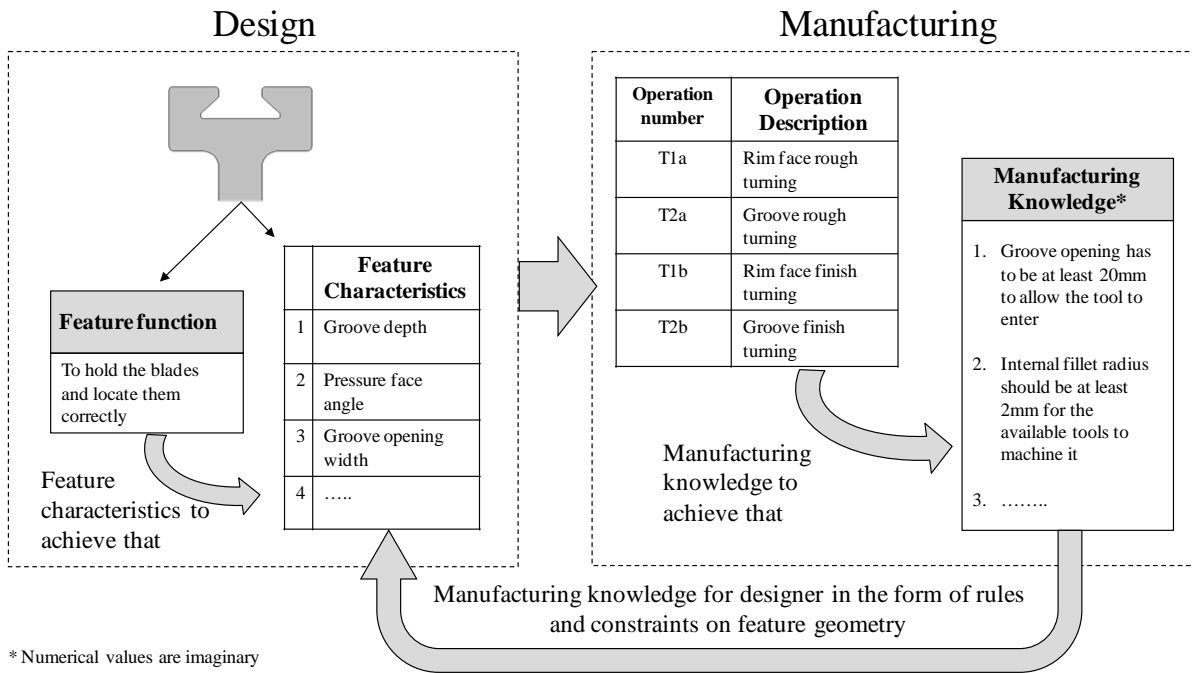 Design
Feature function
To hold the blades
and locate them
correctly
Feature
characteristics to
achieve that
Feature
Characteristics
1 Groove depth
2 Pressure face
angle
3 Groove opening
width
4 .....
Manufacturing
Operation
number
Operation
Description
T1a Rim face rough
turning
T2a Groove rough
turning
T1b Rim face finish
turning
T2b Groove finish
turning
Manufacturing
knowledge to
achieve that
Manufacturing
Knowledge*
1. Groove opening has
to be at least 20mm
to allow the tool to
enter
2. Internal fillet radius
should be at least
2mm for the
available tools to
machine it
3. ........
Manufacturing knowledge for designer in the form of rules
and constraints on feature geometry
* Numerical values are imaginary